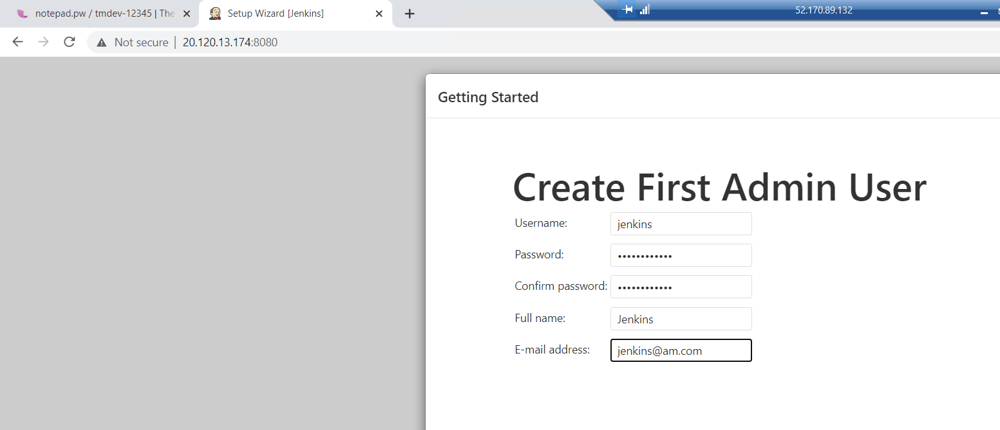 notepad.pw / tmdev-12345 | The
Setup Wizard [Jenkins]
52.170.89.132
Not secure | 20.120.13.174:8080
Getting Started
Create First Admin User
Username: jenkins
Password: ••••••••••••
Confirm password: ••••••••••••
Full name: Jenkins
E-mail address: jenkins@am.com